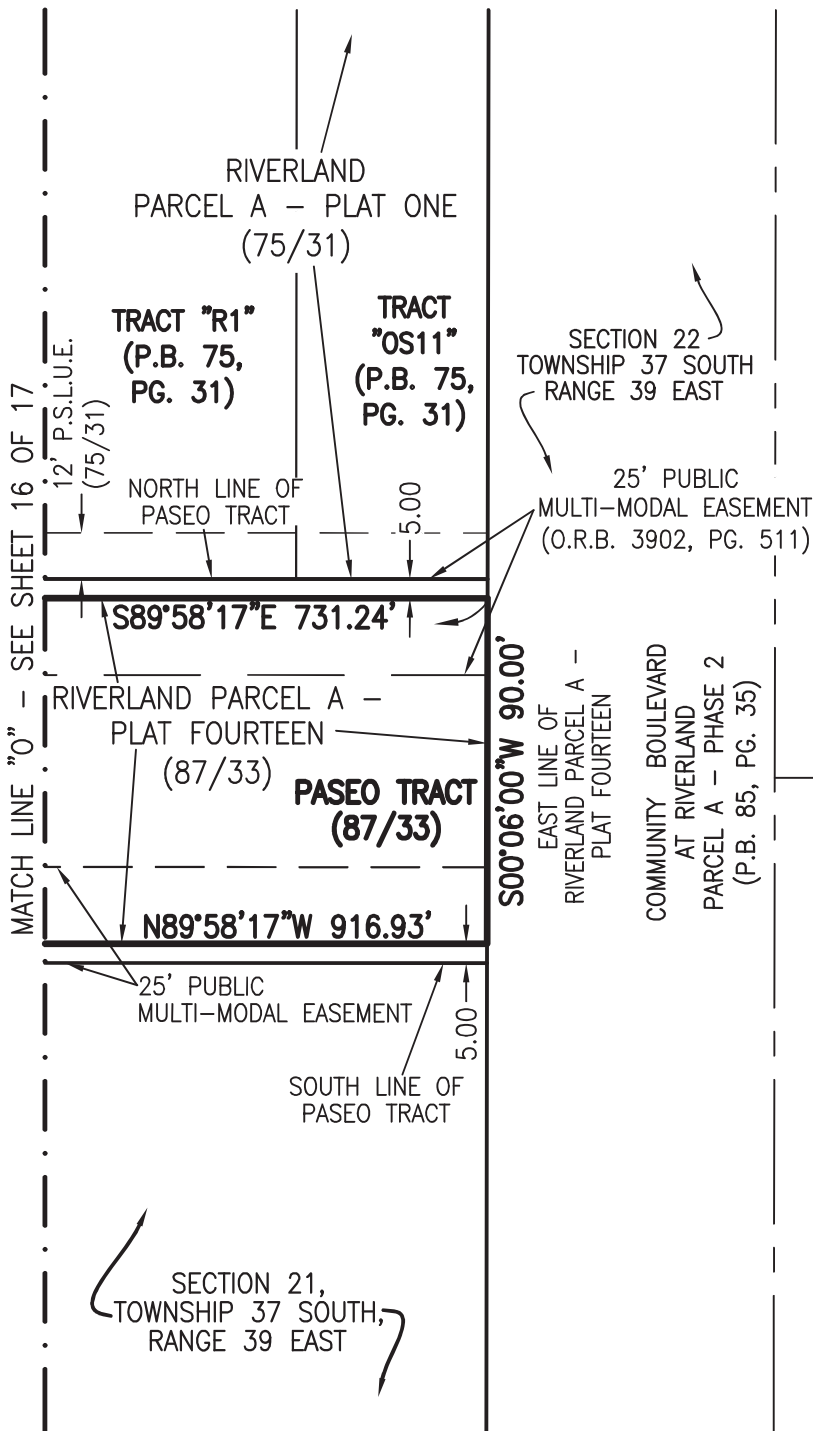 RIVERLAND
PARCEL A – PLAT ONE
(75/31)
TRACT "R1"
(P.B. 75,
PG. 31)
TRACT
"OS11"
(P.B. 75,
PG. 31)
SECTION 22
TOWNSHIP 37 SOUTH
RANGE 39 EAST
12' P.S.L.U.E.
(75/31)
MATCH LINE "O" – SEE SHEET 16 OF 17
NORTH LINE OF
PASEO TRACT
5.00
25' PUBLIC
MULTI–MODAL EASEMENT
(O.R.B. 3902, PG. 511)
S89°58'17"E 731.24'
RIVERLAND PARCEL A –
PLAT FOURTEEN
(87/33)
PASEO TRACT
(87/33)
S00°06'00"W 90.00'
EAST LINE OF
RIVERLAND PARCEL A –
PLAT FOURTEEN
COMMUNITY BOULEVARD
AT RIVERLAND
PARCEL A – PHASE 2
(P.B. 85, PG. 35)
N89°58'17"W 916.93'
25' PUBLIC
MULTI–MODAL EASEMENT
5.00
SOUTH LINE OF
PASEO TRACT
SECTION 21,
TOWNSHIP 37 SOUTH,
RANGE 39 EAST